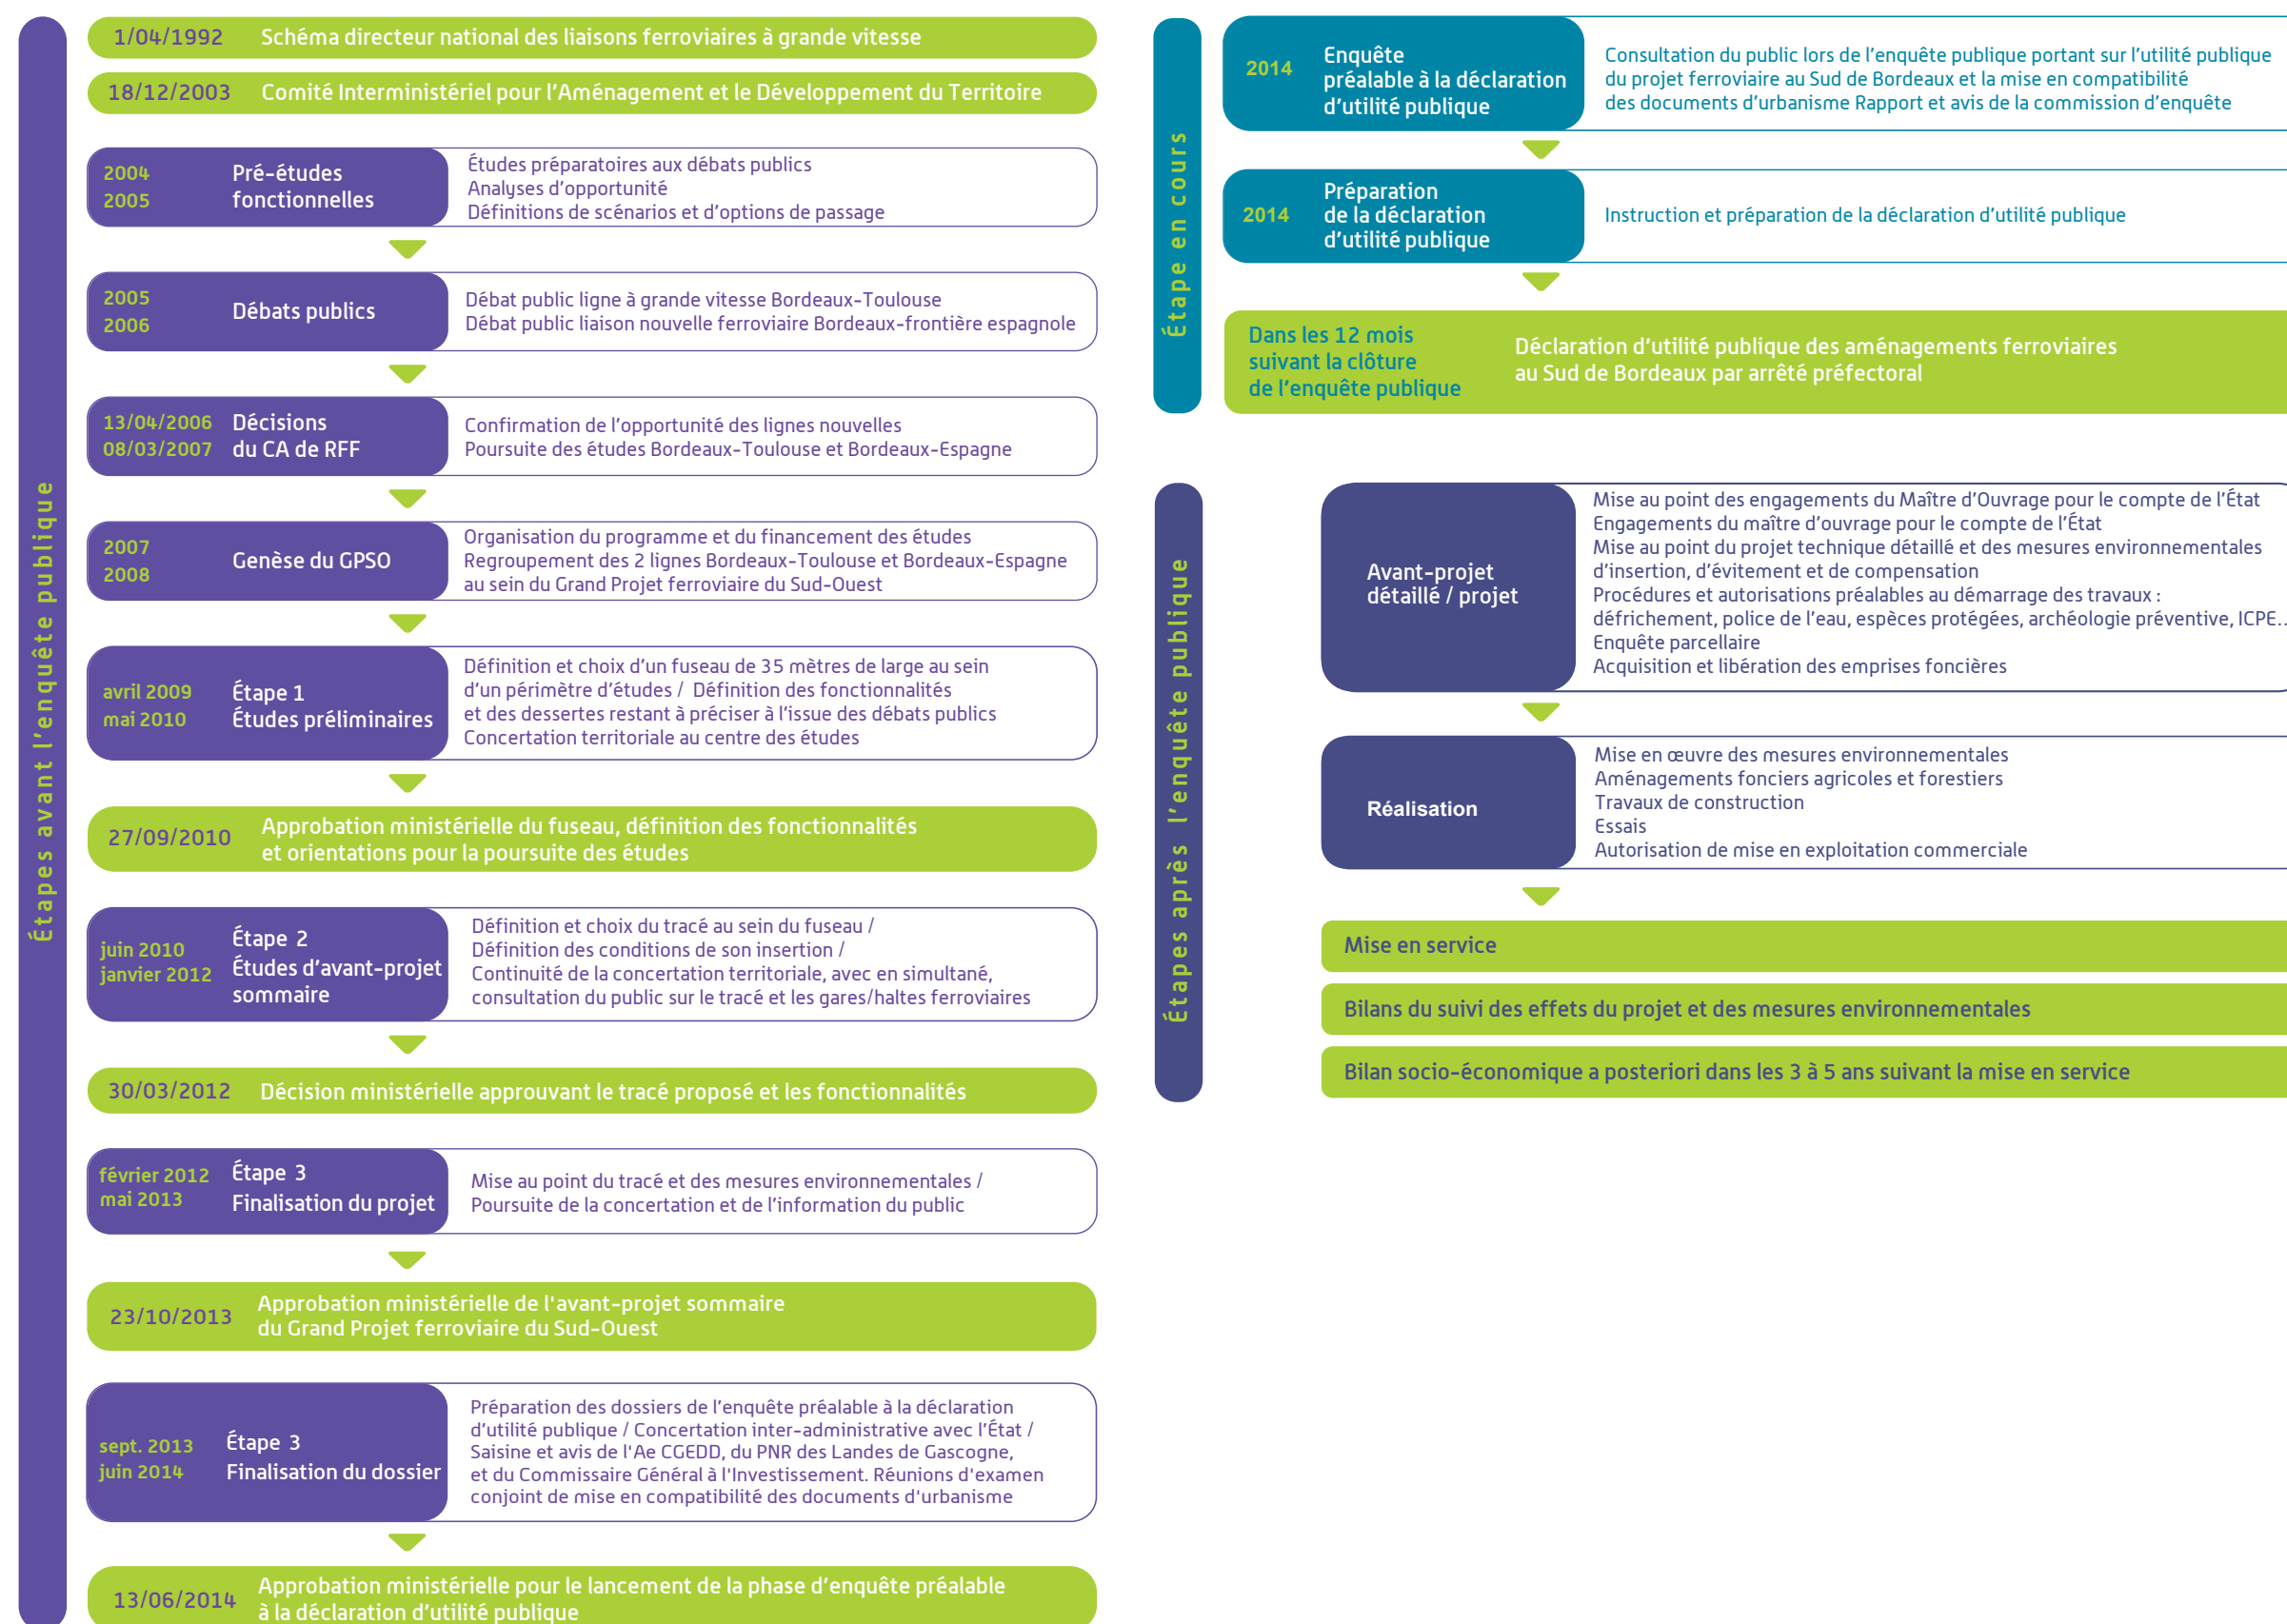 Étapes avant l'enquête publique
1/04/1992 Schéma directeur national des liaisons ferroviaires à grande vitesse
18/12/2003 Comité Interministériel pour l'Aménagement et le Développement du Territoire
2004
2005
Pré-études
fonctionnelles
Études préparatoires aux débats publics
Analyses d'opportunité
Définitions de scénarios et d'options de passage
2005
2006
Débats publics
Débat public ligne à grande vitesse Bordeaux-Toulouse
Débat public liaison nouvelle ferroviaire Bordeaux-frontière espagnole
13/04/2006
08/03/2007
Décisions
du CA de RFF
Confirmation de l'opportunité des lignes nouvelles
Poursuite des études Bordeaux-Toulouse et Bordeaux-Espagne
2007
2008
Genèse du GPSO
Organisation du programme et du financement des études
Regroupement des 2 lignes Bordeaux-Toulouse et Bordeaux-Espagne
au sein du Grand Projet ferroviaire du Sud-Ouest
avril 2009
mai 2010
Étape 1
Études préliminaires
Définition et choix d'un fuseau de 35 mètres de large au sein
d'un périmètre d'études / Définition des fonctionnalités
et des dessertes restant à préciser à l'issue des débats publics
Concertation territoriale au centre des études
27/09/2010
Approbation ministérielle du fuseau, définition des fonctionnalités
et orientations pour la poursuite des études
juin 2010
janvier 2012
Étape 2
Études d'avant-projet
sommaire
Définition et choix du tracé au sein du fuseau /
Définition des conditions de son insertion /
Continuité de la concertation territoriale, avec en simultané,
consultation du public sur le tracé et les gares/haltes ferroviaires
30/03/2012 Décision ministérielle approuvant le tracé proposé et les fonctionnalités
février 2012
mai 2013
Étape 3
Finalisation du projet
Mise au point du tracé et des mesures environnementales /
Poursuite de la concertation et de l'information du public
23/10/2013
Approbation ministérielle de l'avant-projet sommaire
du Grand Projet ferroviaire du Sud-Ouest
sept. 2013
juin 2014
Étape 3
Finalisation du dossier
Préparation des dossiers de l'enquête préalable à la déclaration
d'utilité publique / Concertation inter-administrative avec l'État /
Saisine et avis de l'Ae CGEDD, du PNR des Landes de Gascogne,
et du Commissaire Général à l'Investissement. Réunions d'examen
conjoint de mise en compatibilité des documents d'urbanisme
13/06/2014
Approbation ministérielle pour le lancement de la phase d'enquête préalable
à la déclaration d'utilité publique
Étape en cours
2014
Enquête
préalable à la déclaration
d'utilité publique
Consultation du public lors de l'enquête publique portant sur l'utilité publique
du projet ferroviaire au Sud de Bordeaux et la mise en compatibilité
des documents d'urbanisme Rapport et avis de la commission d'enquête
2014
Préparation
de la déclaration
d'utilité publique
Instruction et préparation de la déclaration d'utilité publique
Dans les 12 mois
suivant la clôture
de l'enquête publique
Déclaration d'utilité publique des aménagements ferroviaires
au Sud de Bordeaux par arrêté préfectoral
Étapes après l'enquête publique
Avant-projet
détaillé / projet
Mise au point des engagements du Maître d'Ouvrage pour le compte de l'État
Engagements du maître d'ouvrage pour le compte de l'État
Mise au point du projet technique détaillé et des mesures environnementales
d'insertion, d'évitement et de compensation
Procédures et autorisations préalables au démarrage des travaux :
défrichement, police de l'eau, espèces protégées, archéologie préventive, ICPE..
Enquête parcellaire
Acquisition et libération des emprises foncières
Réalisation
Mise en œuvre des mesures environnementales
Aménagements fonciers agricoles et forestiers
Travaux de construction
Essais
Autorisation de mise en exploitation commerciale
Mise en service
Bilans du suivi des effets du projet et des mesures environnementales
Bilan socio-économique a posteriori dans les 3 à 5 ans suivant la mise en service